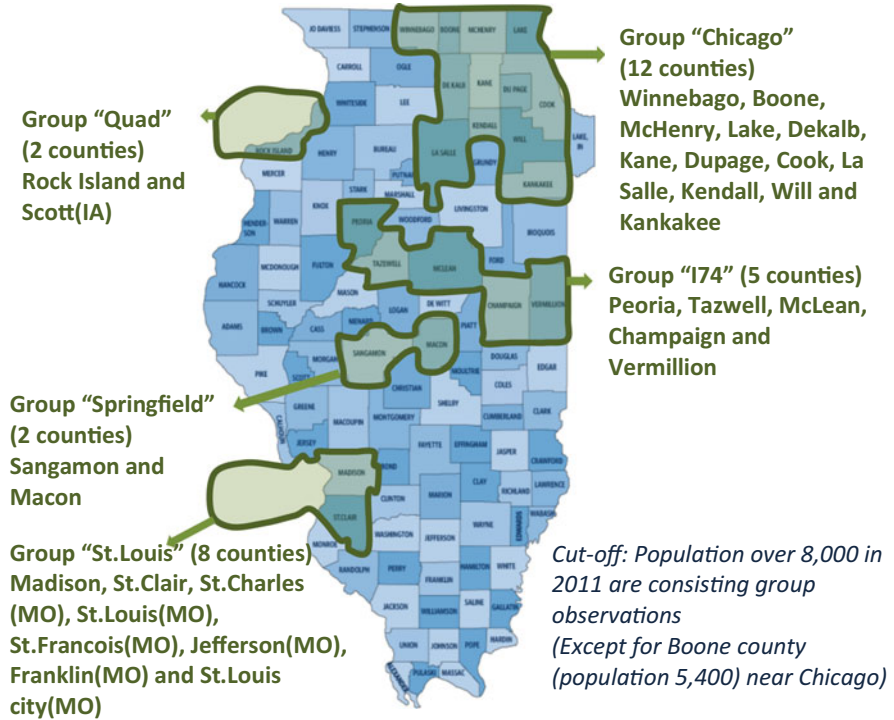 Group “Chicago”
(12 counties)
Winnebago, Boone,
McHenry, Lake, Dekalb,
Kane, Dupage, Cook, La
Salle, Kendall, Will and
Kankakee
Group “Quad”
(2 counties)
Rock Island and
Scott(IA)
Group “I74” (5 counties)
Peoria, Tazwell, McLean,
Champaign and
Vermillion
Group “Springfield”
(2 counties)
Sangamon and
Macon
Group “St.Louis” (8 counties)
Madison, St.Clair, St.Charles
(MO), St.Louis(MO),
St.Francois(MO), Jefferson(MO),
Franklin(MO) and St.Louis
city(MO)
Cut-off: Population over 8,000 in
2011 are consisting group
observations
(Except for Boone county
(population 5,400) near Chicago)
JO DAVIESS
STEPHENSON
WINNEBAGO
BOONE
MCHENRY
LAKE
CARROLL
OGLE
DE KALB
KANE
DU PAGE
COOK
WHITESIDE
LEE
KENDALL
WILL
LAKE,
IN
ROCK ISLAND
HENRY
BUREAU
LA SALLE
GRUNDY
KANKAKEE
MERCER
PUTNAM
STARK
MARSHALL
KNOX
HENDER-
SON
WARREN
PEORIA
WOODFORD
LIVINGSTON
IROQUOIS
FORD
MCDONOUGH
FULTON
TAZEWELL
MCLEAN
HANCOCK
SCHUYLER
MASON
LOGAN
DE WITT
CHAMPAIGN
VERMILLION
ADAMS
BROWN
CASS
MENARD
PIATT
MACON
SANGAMON
MORGAN
DOUGLAS
PIKE
SCOTT
CHRISTIAN
MOULTRIE
COLES
EDGAR
GREENE
MACOUPIN
MONTGOMERY
SHELBY
CUMBERLAND
CLARK
CALHOUN
JERSEY
FAYETTE
EFFINGHAM
JASPER
CRAWFORD
MADISON
BOND
CLAY
RICHLAND
LAWRENCE
CLINTON
MARION
ST.CLAIR
WAYNE
EDWARDS
WABASH
MONROE
WASHINGTON
JEFFERSON
RANDOLPH
PERRY
FRANKLIN
HAMILTON
WHITE
JACKSON
WILLIAMSON
SALINE
GALLATIN
UNION
JOHNSON
POPE
HARDIN
ALEXANDER
PULASKI
MASSAC